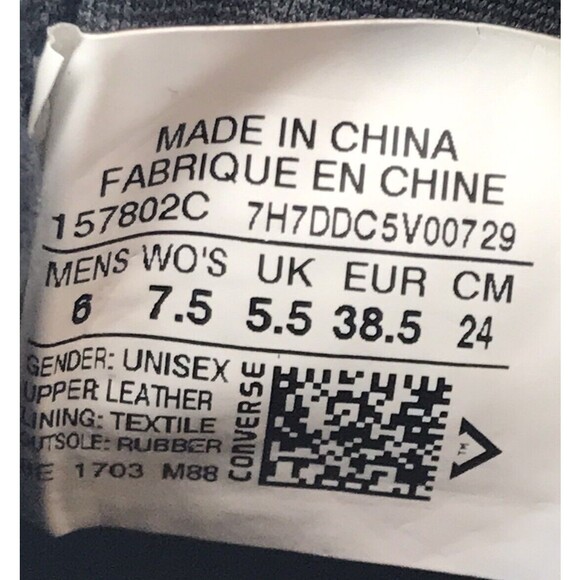 MADE IN CHINA
FABRIQUE EN CHINE
157802C 7H7DDC5V00729
MENS WO'S UK EUR CM
6 7.5 5.5 38.5 24
GENDER: UNISEX
UPPER: LEATHER
LINING: TEXTILE
OUTSOLE: RUBBER
1703 M88
CONVERSE
TM